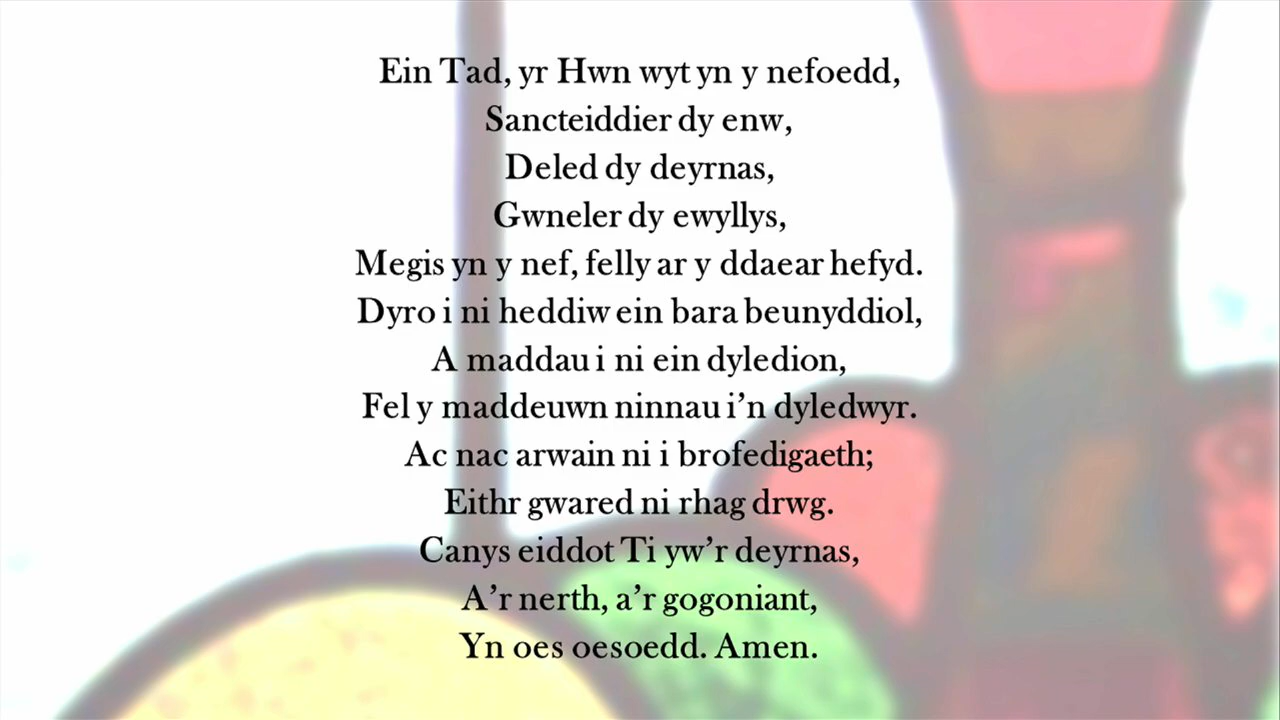 Ein Tad, yr Hwn wyt yn y nefoedd,
Sancteiddier dy enw,
Deled dy deyrnas,
Gwneler dy ewyllys,
Megis yn y nef, felly ar y ddaear hefyd.
Dyro i ni heddiw ein bara beunyddiol,
A maddau i ni ein dyledion,
Fel y maddeuwn ninnau i’n dyledwyr.
Ac nac arwain ni i brofedigaeth;
Eithr gwared ni rhag drwg.
Canys eiddot Ti yw’r deyrnas,
A’r nerth, a’r gogoniant,
Yn oes oesoedd. Amen.